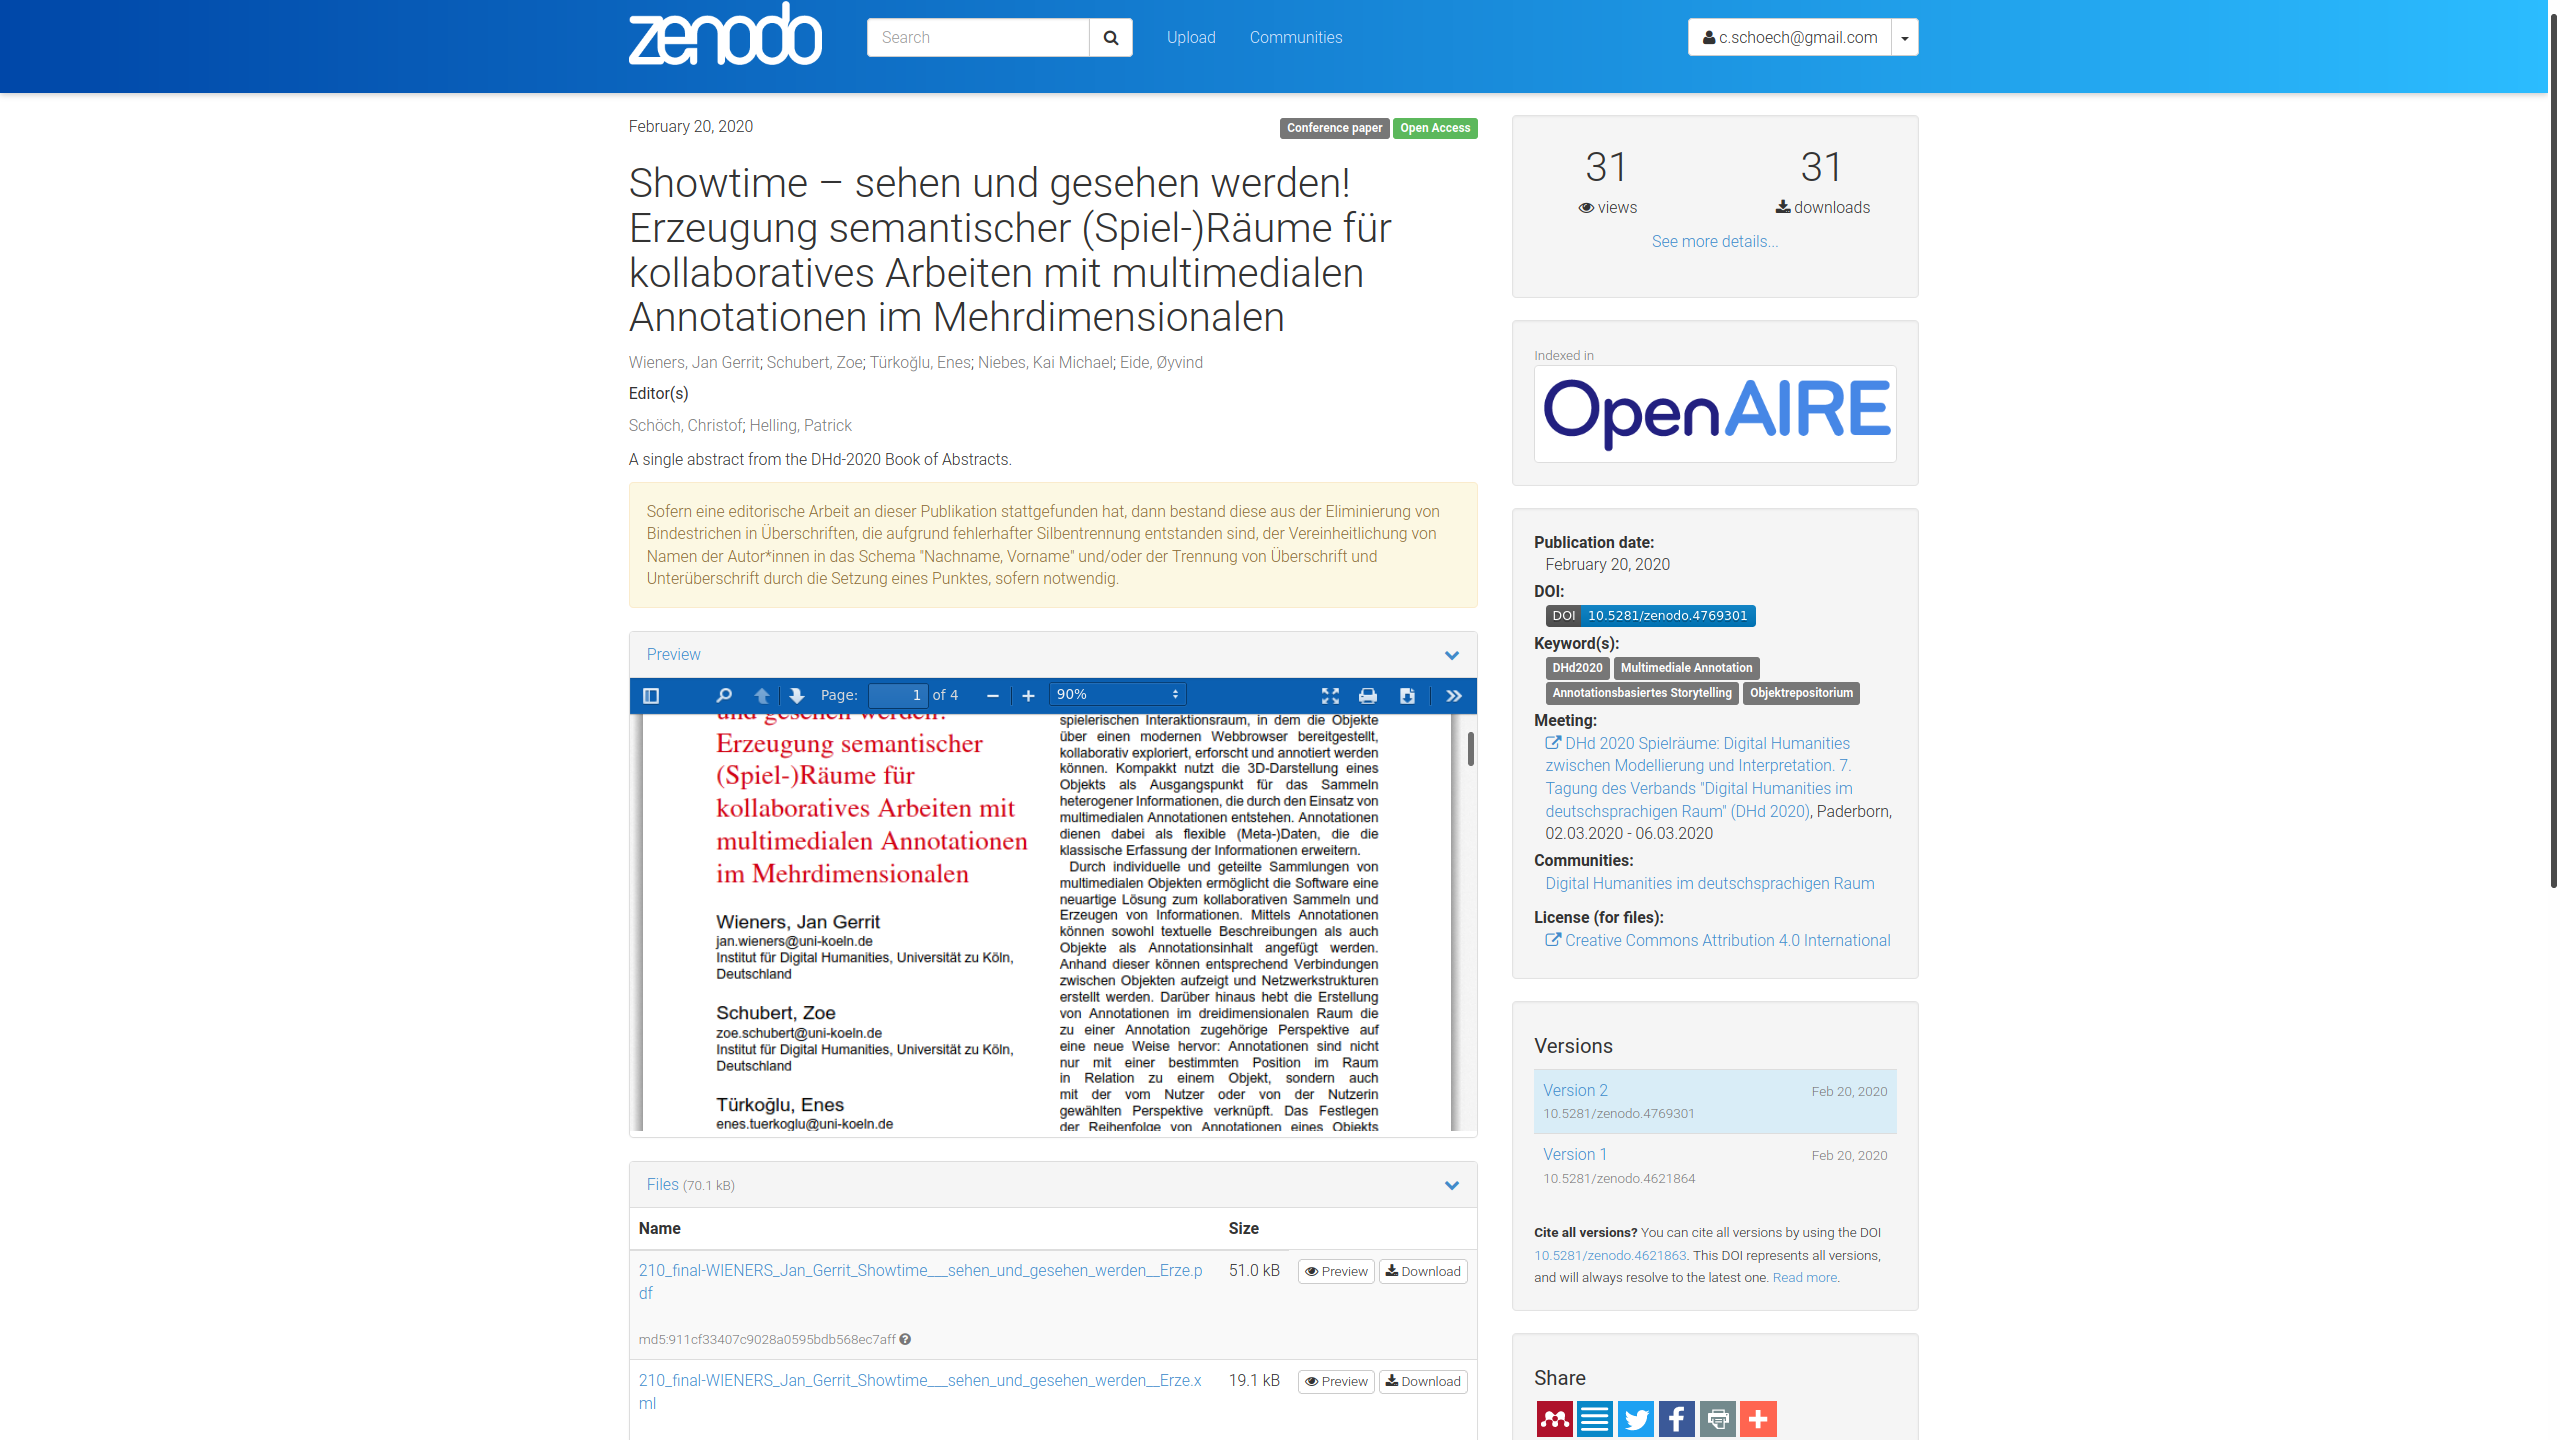 zenodo
Search
Upload
Communities
c.schoech@gmail.com
February 20, 2020
Conference paper Open Access
Showtime – sehen und gesehen werden!
Erzeugung semantischer (Spiel-)Räume für
kollaboratives Arbeiten mit multimedialen
Annotationen im Mehrdimensionalen
Wieners, Jan Gerrit; Schubert, Zoe; Türkoğlu, Enes; Niebes, Kai Michael; Eide, Øyvind
Editor(s)
Schöch, Christof; Helling, Patrick
A single abstract from the DHd-2020 Book of Abstracts.
Sofern eine editorische Arbeit an dieser Publikation stattgefunden hat, dann bestand diese aus der Eliminierung von
Bindestrichen in Überschriften, die aufgrund fehlerhafter Silbentrennung entstanden sind, der Vereinheitlichung von
Namen der Autor*innen in das Schema "Nachname, Vorname" und/oder der Trennung von Überschrift und
Unterüberschrift durch die Setzung eines Punktes, sofern notwendig.
Preview
Page: 1 of 4
90%
und gesehen werden!
Erzeugung semantischer
(Spiel-)Räume für
kollaboratives Arbeiten mit
multimedialen Annotationen
im Mehrdimensionalen
Wieners, Jan Gerrit
jan.wieners@uni-koeln.de
Institut für Digital Humanities, Universität zu Köln,
Deutschland
Schubert, Zoe
zoe.schubert@uni-koeln.de
Institut für Digital Humanities, Universität zu Köln,
Deutschland
Türkoğlu, Enes
enes.tuerkoglu@uni-koeln.de
spielerischen Interaktionsraum, in dem die Objekte
über einen modernen Webbrowser bereitgestellt,
kollaborativ exploriert, erforscht und annotiert werden
können. Kompakkt nutzt die 3D-Darstellung eines
Objekts als Ausgangspunkt für das Sammeln
heterogener Informationen, die durch den Einsatz von
multimedialen Annotationen entstehen. Annotationen
dienen dabei als flexible (Meta-)Daten, die die
klassische Erfassung der Informationen erweitern.
Durch individuelle und geteilte Sammlungen von
multimedialen Objekten ermöglicht die Software eine
neuartige Lösung zum kollaborativen Sammeln und
Erzeugen von Informationen. Mittels Annotationen
können sowohl textuelle Beschreibungen als auch
Objekte als Annotationsinhalt angefügt werden.
Anhand dieser können entsprechend Verbindungen
zwischen Objekten aufzeigt und Netzwerkstrukturen
erstellt werden. Darüber hinaus hebt die Erstellung
von Annotationen im dreidimensionalen Raum die
zu einer Annotation zugehörige Perspektive auf
eine neue Weise hervor: Annotationen sind nicht
nur mit einer bestimmten Position im Raum
in Relation zu einem Objekt, sondern auch
mit der vom Nutzer oder von der Nutzerin
gewählten Perspektive verknüpft. Das Festlegen
der Reihenfolge von Annotationen eines Objekts
Files (70.1 kB)
Name Size
210_final-WIENERS_Jan_Gerrit_Showtime___sehen_und_gesehen_werden__Erze.p
df
51.0 kB Preview Download
md5:911cf33407c9028a0595bdb568ec7aff
210_final-WIENERS_Jan_Gerrit_Showtime___sehen_und_gesehen_werden__Erze.x
ml
19.1 kB Preview Download
31 31
views downloads
See more details...
Indexed in
OpenAIRE
Publication date:
February 20, 2020
DOI:
DOI 10.5281/zenodo.4769301
Keyword(s):
DHd2020 Multimediale Annotation
Annotationsbasiertes Storytelling Objektrepositorium
Meeting:
DHd 2020 Spielräume: Digital Humanities
zwischen Modellierung und Interpretation. 7.
Tagung des Verbands "Digital Humanities im
deutschsprachigen Raum" (DHd 2020), Paderborn,
02.03.2020 - 06.03.2020
Communities:
Digital Humanities im deutschsprachigen Raum
License (for files):
Creative Commons Attribution 4.0 International
Versions
Version 2 Feb 20, 2020
10.5281/zenodo.4769301
Version 1 Feb 20, 2020
10.5281/zenodo.4621864
Cite all versions? You can cite all versions by using the DOI
10.5281/zenodo.4621863. This DOI represents all versions,
and will always resolve to the latest one. Read more.
Share